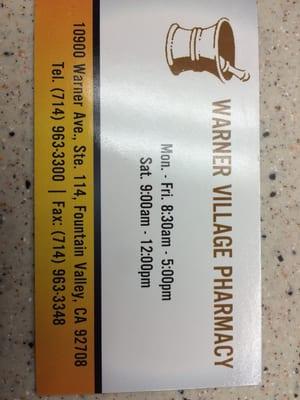 WARNER VILLAGE PHARMACY
Mon. - Fri. 8:30am - 5:00pm
Sat. 9:00am - 12:00pm
10900 Warner Ave., Ste. 114, Fountain Valley, CA 92708
Tel. (714) 963-3300 | Fax: (714) 963-3348